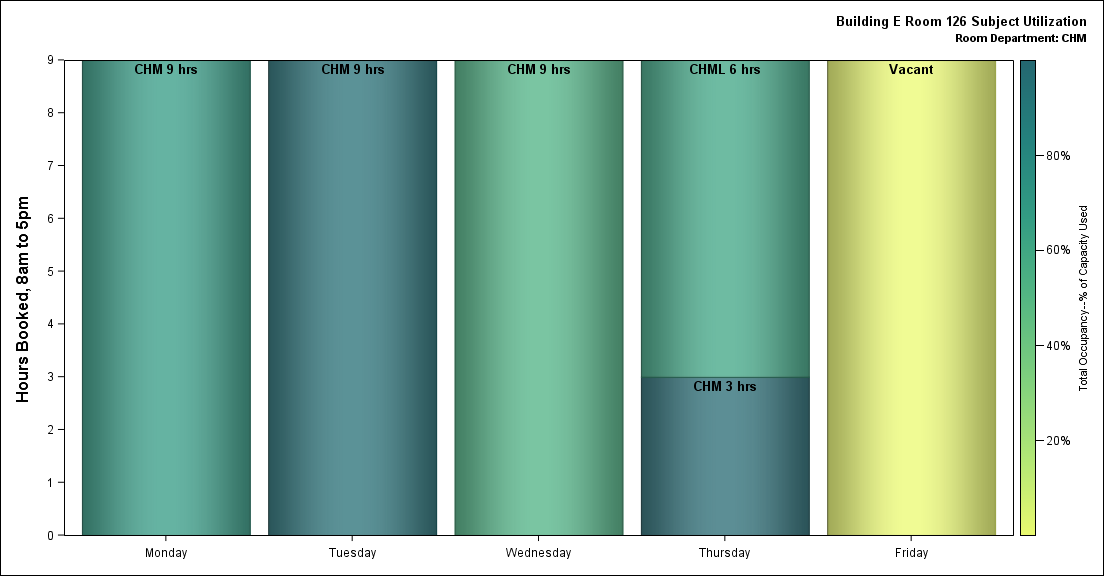 Building E Room 126 Subject Utilization
Room Department: CHM
Hours Booked, 8am to 5pm
9
8
7
6
5
4
3
2
1
0
CHM 9 hrs
CHM 9 hrs
CHM 9 hrs
CHML 6 hrs
CHM 3 hrs
Vacant
Monday
Tuesday
Wednesday
Thursday
Friday
80%
60%
40%
20%
Total Occupancy--% of Capacity Used